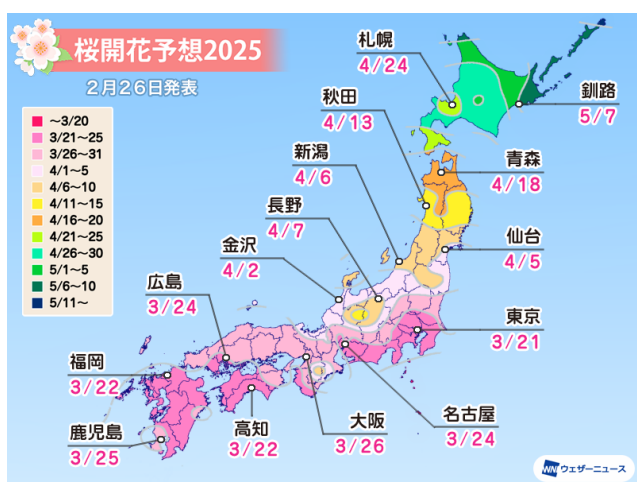 桜開花予想2025
2月26日発表
～3/20
3/21～25
3/26～31
4/1～5
4/6～10
4/11～15
4/16～20
4/21～25
4/26～30
5/1～5
5/6～10
5/11～
札幌
4/24
釧路
5/7
秋田
4/13
青森
4/18
新潟
4/6
長野
4/7
仙台
4/5
金沢
4/2
広島
3/24
東京
3/21
福岡
3/22
鹿児島
3/25
高知
3/22
大阪
3/26
名古屋
3/24
WNI ウェザーニュース